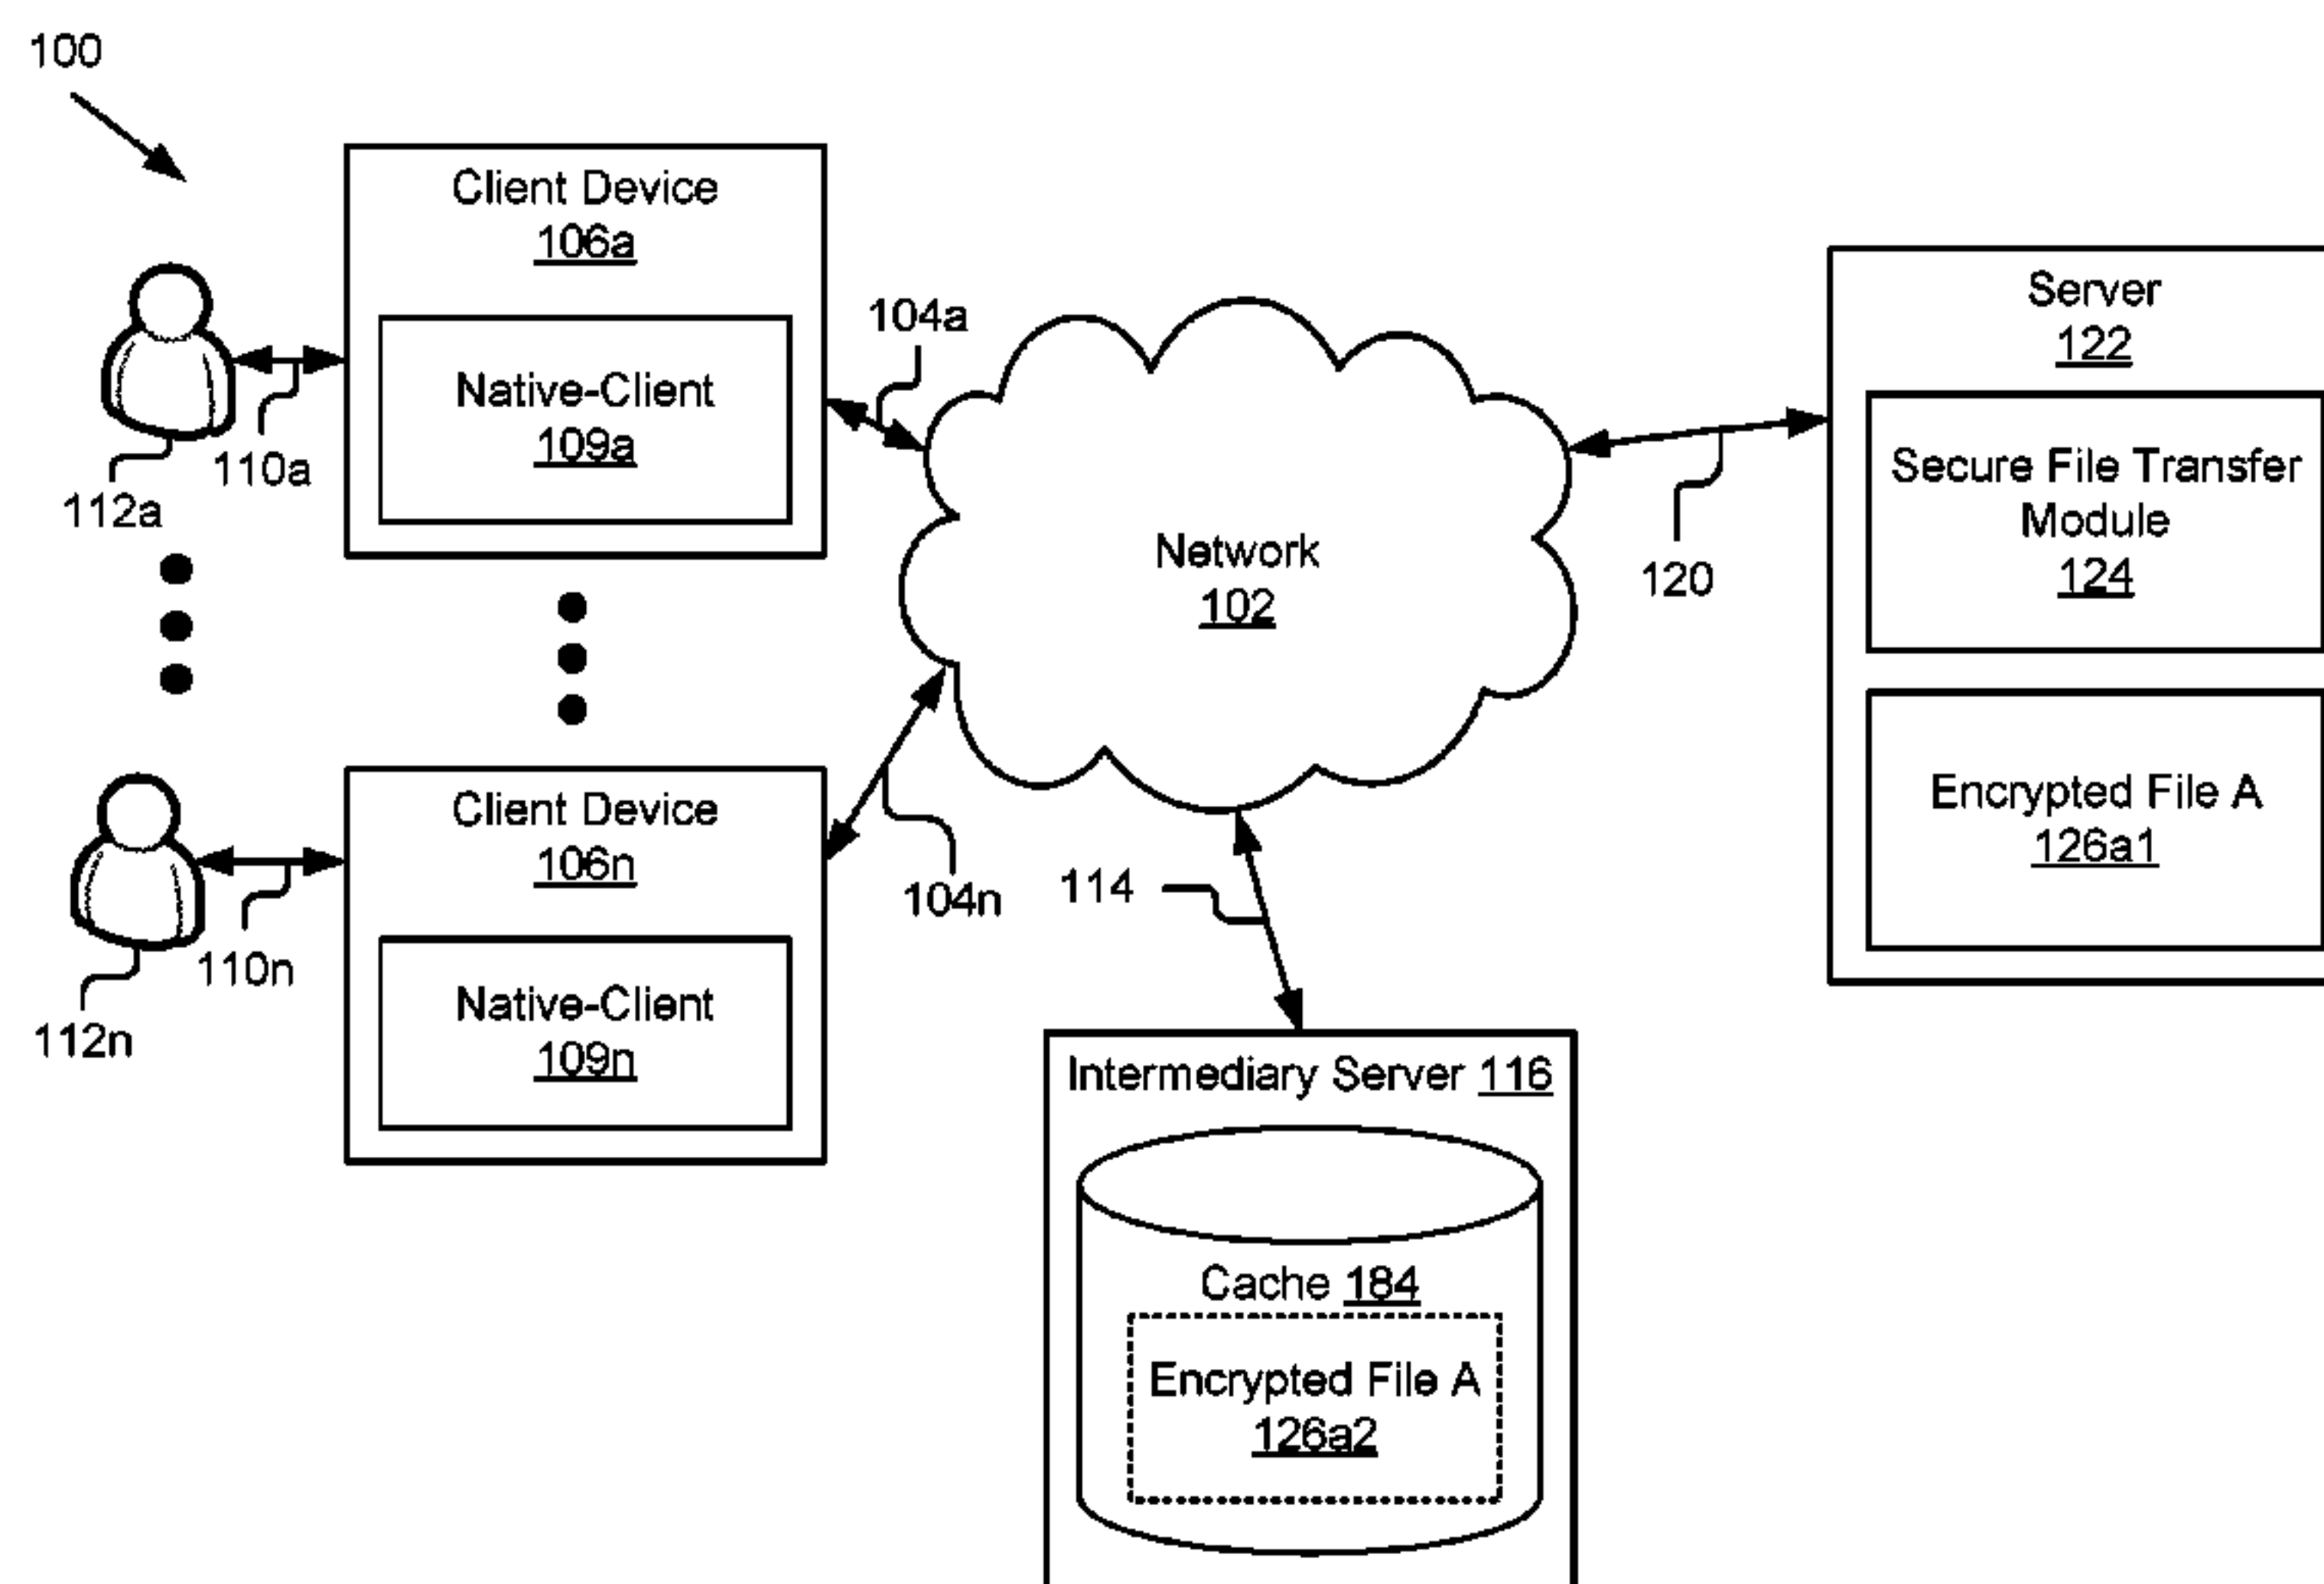 100
Client Device
106a
Native-Client
109a
110a
112a
104a
Network
102
120
Server
122
Secure File Transfer
Module
124
Encrypted File A
126a1
Client Device
106n
Native-Client
109n
110n
112n
104n
114
Intermediary Server 116
Cache 184
Encrypted File A
126a2